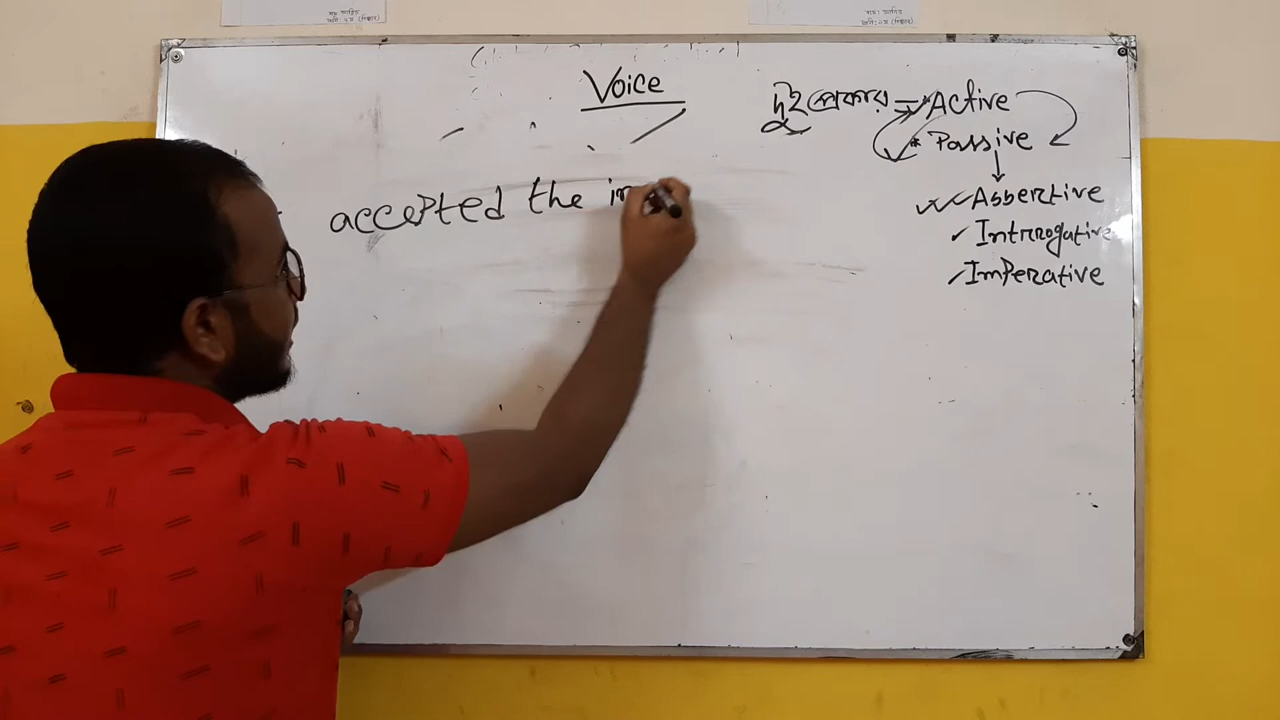 Voice
দুই প্রকার = * Active
* Passive
Assertive
Intrrogative
Imperative
accepted the